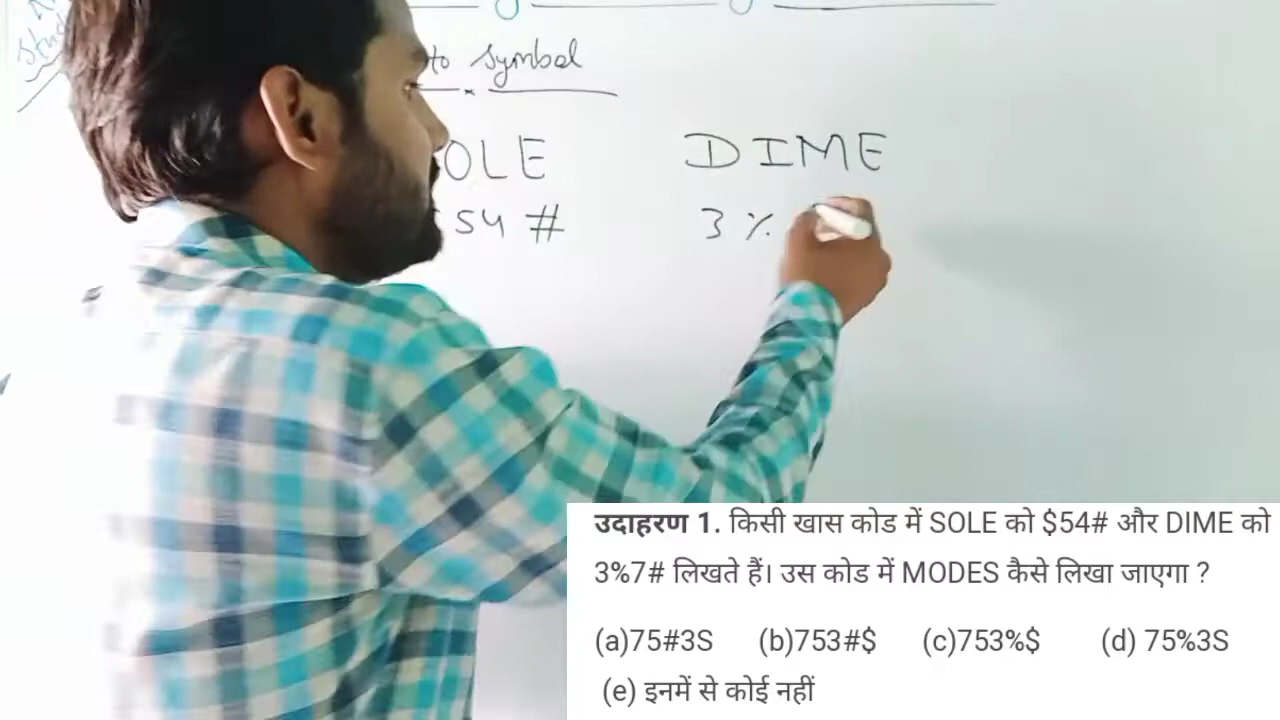 to symbol
OLE DIME
54 # 3 %
उदाहरण 1. किसी खास कोड में SOLE को $54# और DIME को
3%7# लिखते हैं। उस कोड में MODES कैसे लिखा जाएगा ?
(a)75#3S (b)753#$ (c)753%$ (d) 75%3S
(e) इनमें से कोई नहीं